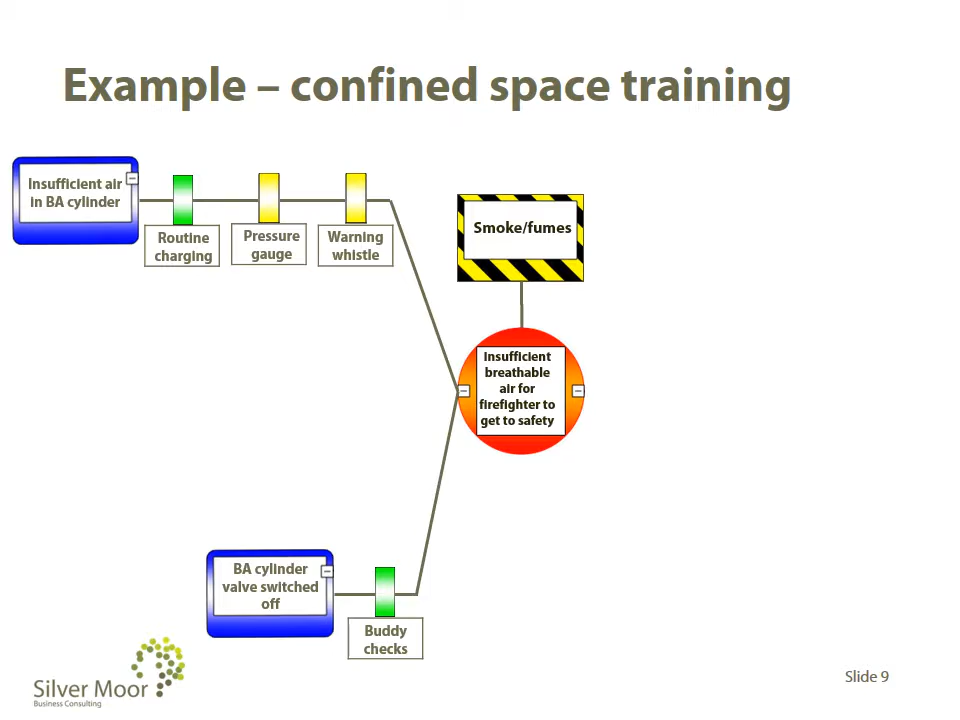 Example – confined space training
Insufficient air
in BA cylinder
Routine
charging
Pressure
gauge
Warning
whistle
Smoke/fumes
Insufficient
breathable
air for
firefighter to
get to safety
BA cylinder
valve switched
off
Buddy
checks
Silver Moor
Business Consulting
Slide 9